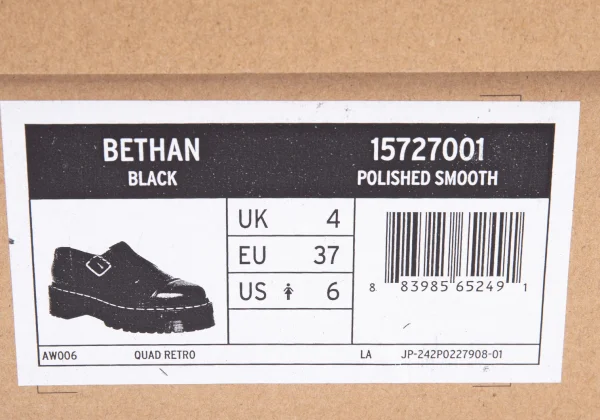 BETHAN 15727001
BLACK POLISHED SMOOTH
UK 4
EU 37
US 6
8 83985 65249 1
AW006 QUAD RETRO LA JP-242P0227908-01